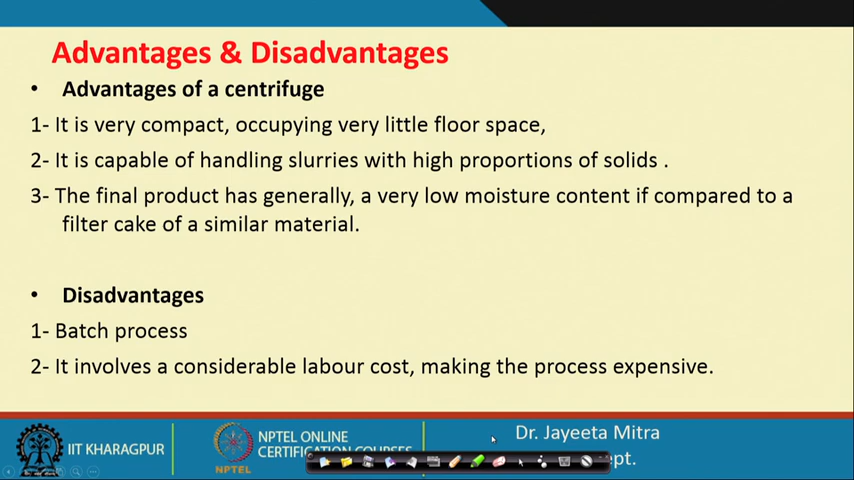 Advantages & Disadvantages
• Advantages of a centrifuge
1- It is very compact, occupying very little floor space,
2- It is capable of handling slurries with high proportions of solids .
3- The final product has generally, a very low moisture content if compared to a
filter cake of a similar material.
• Disadvantages
1- Batch process
2- It involves a considerable labour cost, making the process expensive.
IIT KHARAGPUR
NPTEL
NPTEL ONLINE
CERTIFICATION COURSES
Dr. Jayeeta Mitra
ept.